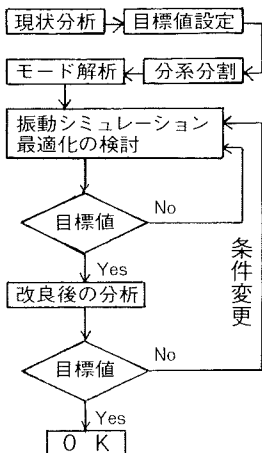 現状分析
目標値設定
モード解析
分系分割
振動シミュレーション
最適化の検討
目標値
No
Yes
改良後の分析
条件変更
目標値
No
Yes
O K